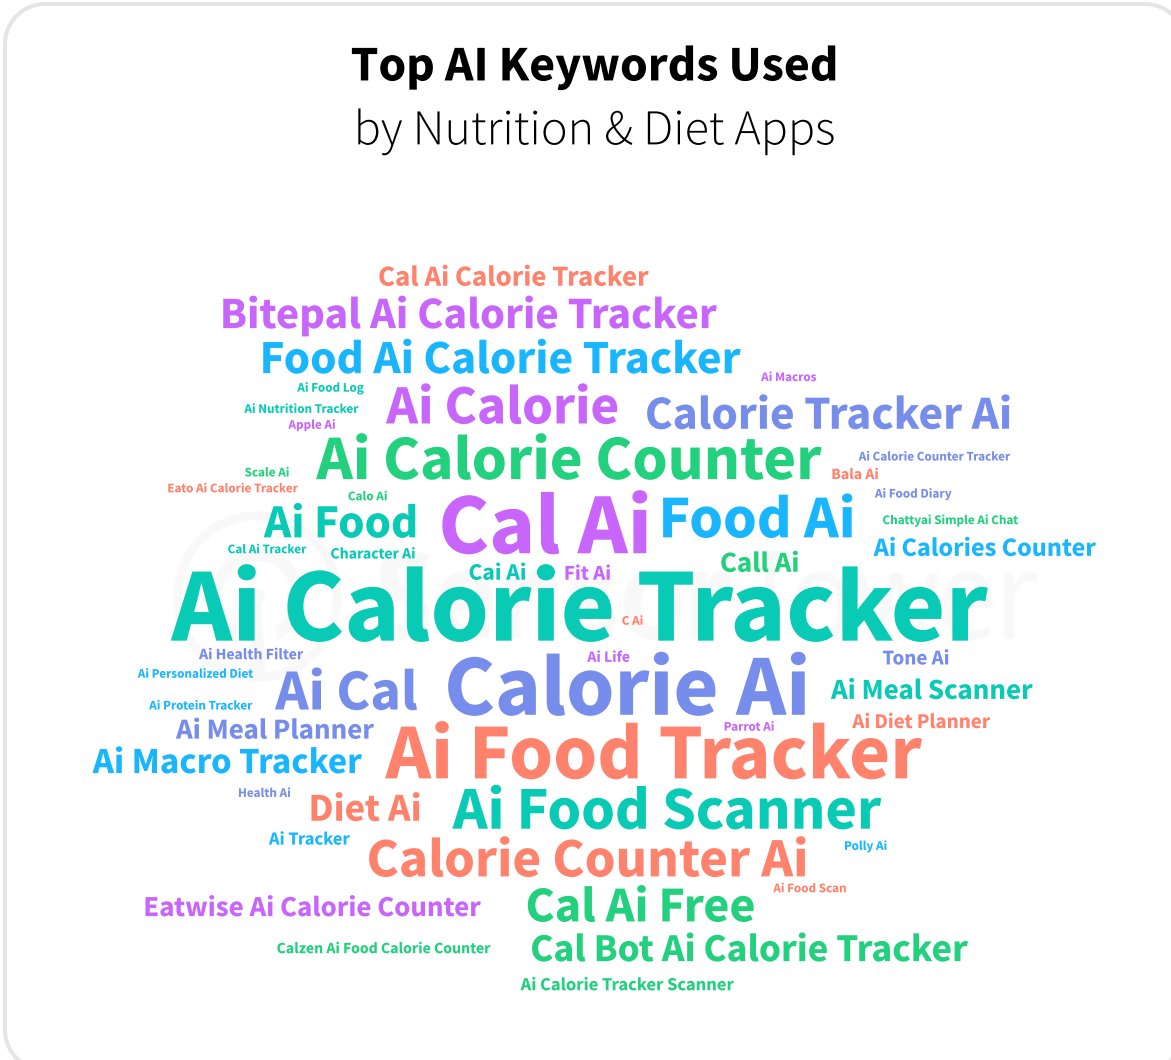 Top AI Keywords Used
by Nutrition & Diet Apps
Cal Ai Calorie Tracker
Bitepal Ai Calorie Tracker
Food Ai Calorie Tracker
Ai Macros
Ai Food Log
Ai Calorie
Calorie Tracker Ai
Ai Nutrition Tracker
Apple Ai
Ai Calorie Counter
Ai Calorie Counter Tracker
Scale Ai
Bala Ai
Eato Ai Calorie Tracker
Calo Ai
Ai Food Diary
Ai Food
Cal Ai
Food Ai
Chattyai Simple Ai Chat
Cal Ai Tracker
Character Ai
Ai Calories Counter
Call Ai
Cai Ai
Fit Ai
Ai Calorie Tracker
C Ai
Ai Health Filter
Ai Life
Tone Ai
Ai Personalized Diet
Ai Cal
Calorie Ai
Ai Meal Scanner
Ai Protein Tracker
Ai Meal Planner
Parrot Ai
Ai Diet Planner
Ai Macro Tracker
Ai Food Tracker
Health Ai
Diet Ai
Ai Food Scanner
Ai Tracker
Calorie Counter Ai
Polly Ai
Ai Food Scan
Eatwise Ai Calorie Counter
Cal Ai Free
Calzen Ai Food Calorie Counter
Cal Bot Ai Calorie Tracker
Ai Calorie Tracker Scanner